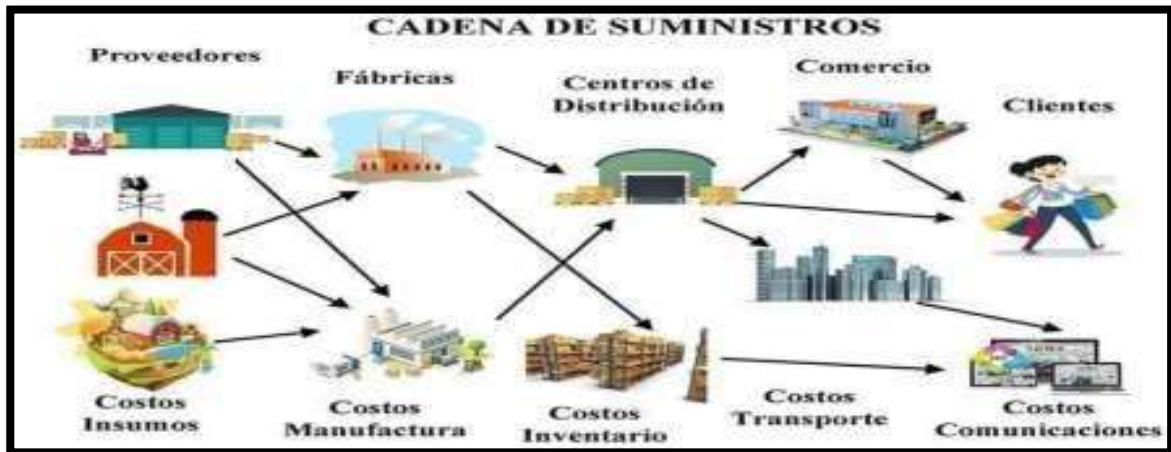 CADENA DE SUMINISTROS
Proveedores
Fábricas
Centros de
Distribución
Comercio
Clientes
Costos
Insumos
Costos
Manufactura
Costos
Inventario
Costos
Transporte
Costos
Comunicaciones